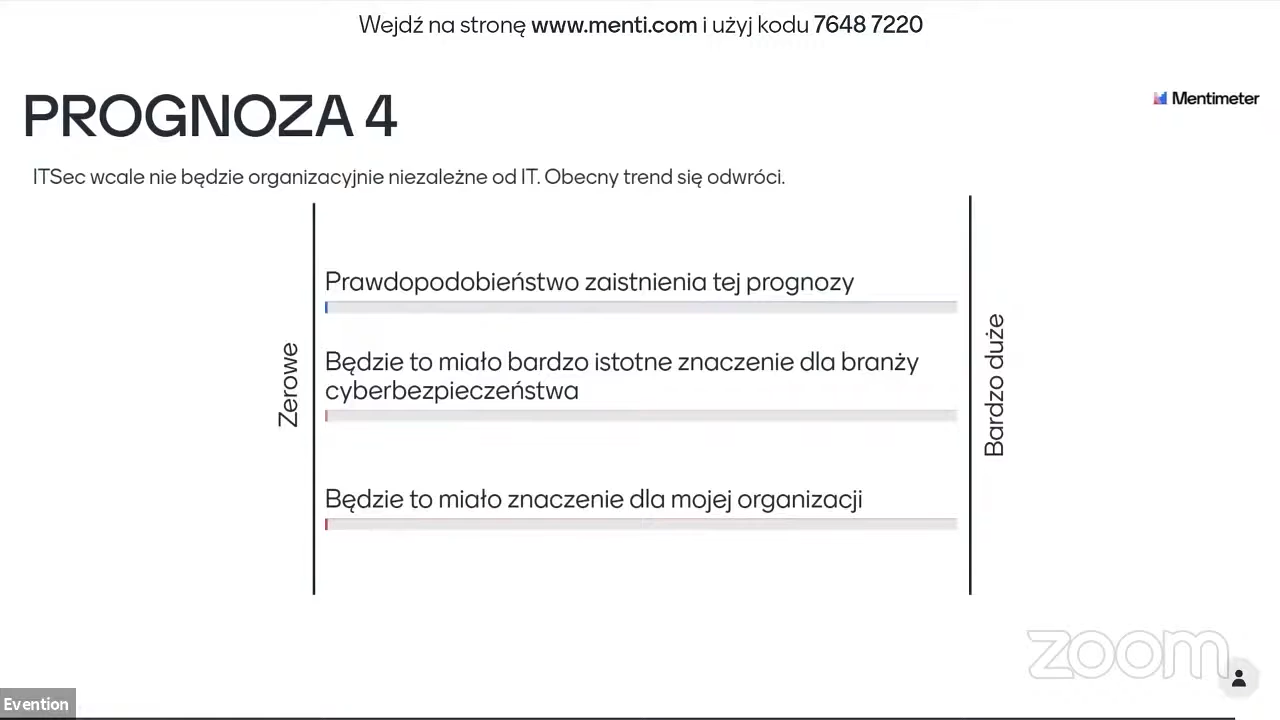 Wejdź na stronę www.menti.com i użyj kodu 7648 7220
PROGNOZA 4
Mentimeter
ITSec wcale nie będzie organizacyjnie niezależne od IT. Obecny trend się odwróci.
Zerowe
Prawdopodobieństwo zaistnienia tej prognozy
Będzie to miało bardzo istotne znaczenie dla branży
cyberbezpieczeństwa
Będzie to miało znaczenie dla mojej organizacji
Bardzo duże
zoom
Evention